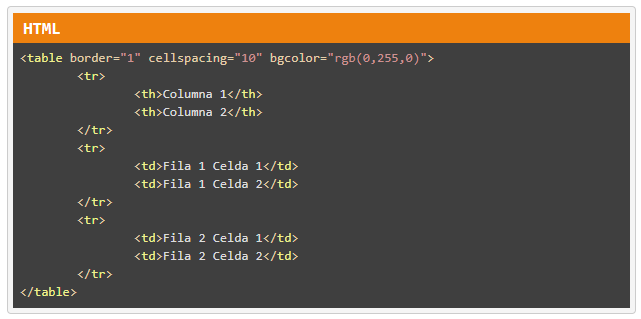 HTML
<table border="1" cellspacing="10" bgcolor="rgb(0,255,0)">
<tr>
<th>Columna 1</th>
<th>Columna 2</th>
</tr>
<tr>
<td>Fila 1 Celda 1</td>
<td>Fila 1 Celda 2</td>
</tr>
<tr>
<td>Fila 2 Celda 1</td>
<td>Fila 2 Celda 2</td>
</tr>
</table>